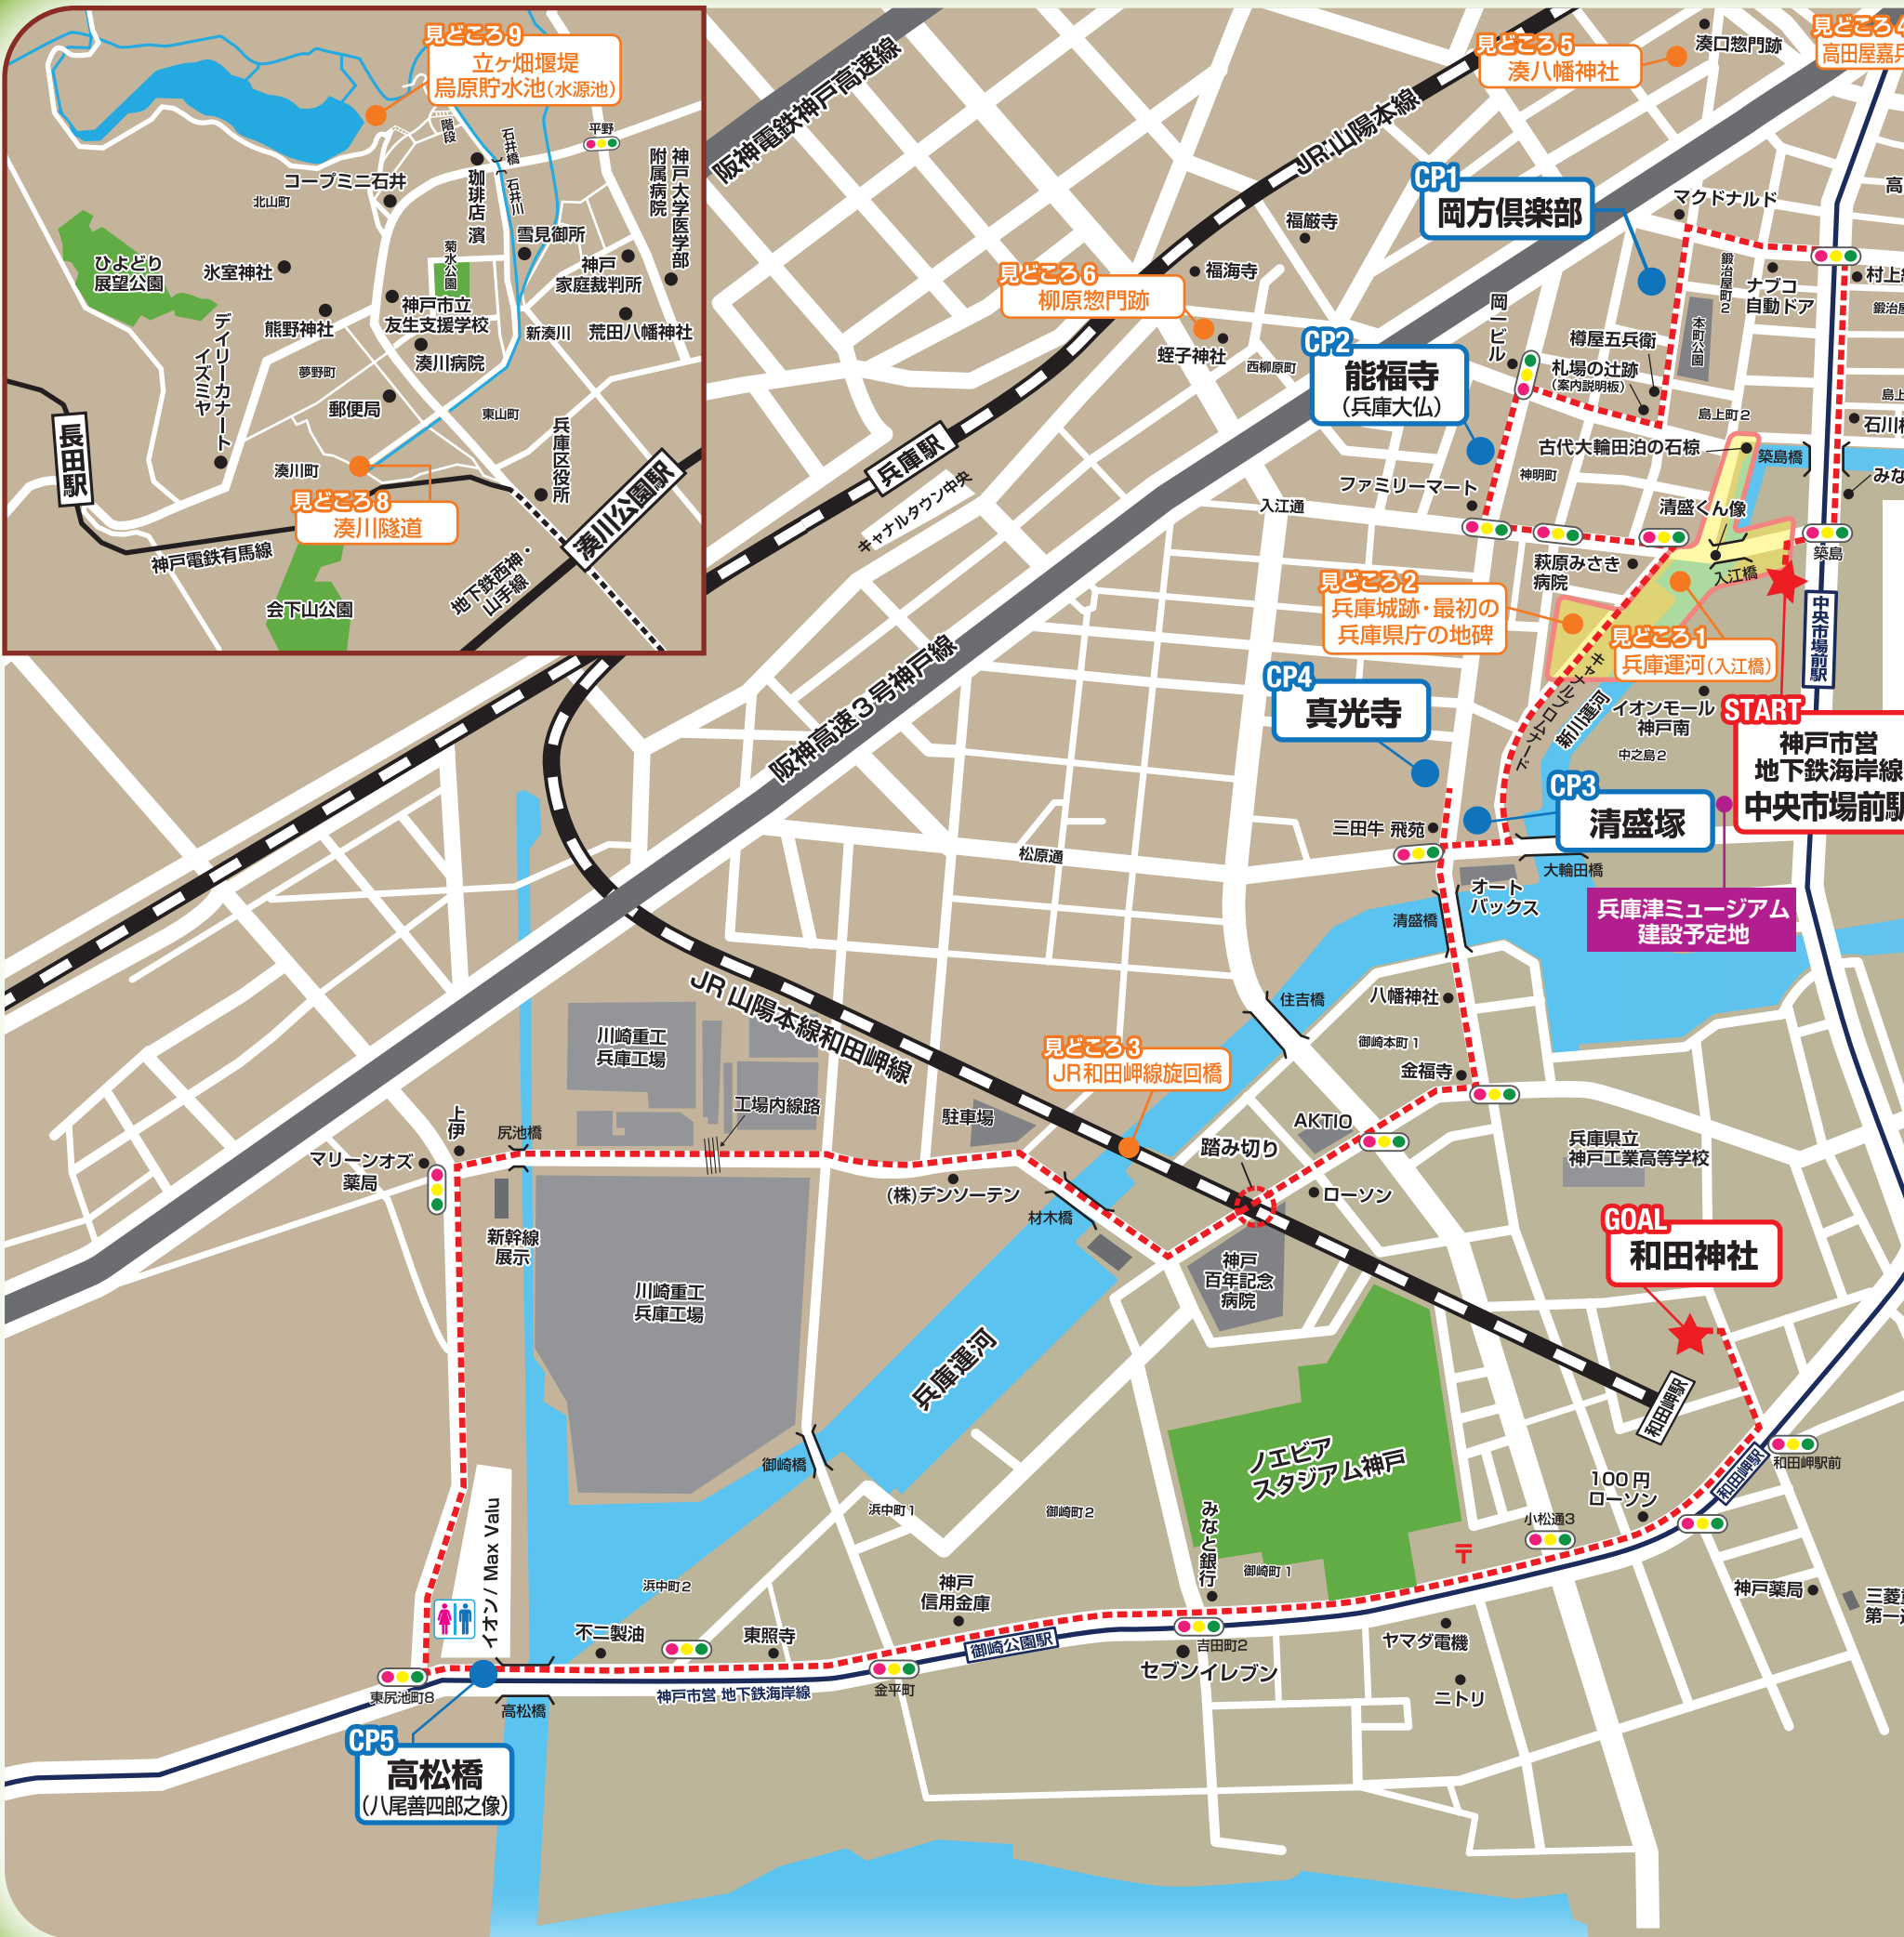 見どころ9
立ヶ畑堰堤
烏原貯水池(水源池)
階段
石井橋
石井川
平野
神戸大学医学部
附属病院
コープミニ石井
北山町
珈琲店 濱
菊水公園
雪見御所
ひよどり
展望公園
氷室神社
神戸
家庭裁判所
熊野神社
神戸市立
友生支援学校
新湊川
荒田八幡神社
デイリーカナート
イズミヤ
湊川病院
夢野町
郵便局
東山町
兵庫区役所
長田駅
湊川町
見どころ8
湊川隧道
湊川公園駅
神戸電鉄有馬線
地下鉄西神・
山手線
会下山公園
阪神電鉄神戸高速線
JR山陽本線
見どころ5
湊八幡神社
湊口惣門跡
見どころ4
高田屋嘉兵
CP1
岡方倶楽部
マクドナルド
福厳寺
福海寺
見どころ6
柳原惣門跡
蛭子神社
西柳原町
岡一ビル
鍛治屋町2
ナブコ
自動ドア
村上
鍛治屋
本町公園
樽屋五兵衛
札場の辻跡
(案内説明板)
CP2
能福寺
(兵庫大仏)
島上町2
島上
石川
古代大輪田泊の石椋
築島橋
神明町
みな
兵庫駅
キャナルタウン中央
ファミリーマート
入江通
清盛くん像
築島
萩原みさき
病院
入江橋
見どころ2
兵庫城跡・最初の
兵庫県庁の地碑
見どころ1
兵庫運河(入江橋)
中央市場前駅
キャナルプロムナード
新川運河
イオンモール
神戸南
中之島2
START
神戸市営
地下鉄海岸線
中央市場前駅
CP4
真光寺
CP3
清盛塚
阪神高速3号神戸線
松原通
三田牛 飛苑
大輪田橋
オート
バックス
清盛橋
兵庫津ミュージアム
建設予定地
JR山陽本線和田岬線
川崎重工
兵庫工場
工場内線路
住吉橋
八幡神社
御崎本町1
金福寺
見どころ3
JR和田岬線旋回橋
駐車場
AKTIO
踏み切り
兵庫県立
神戸工業高等学校
上伊
尻池橋
マリーンオズ
薬局
(株)デンソーテン
材木橋
ローソン
新幹線
展示
川崎重工
兵庫工場
神戸
百年記念
病院
GOAL
和田神社
兵庫運河
和田岬駅
御崎橋
ノエビア
スタジアム神戸
浜中町1
御崎町2
みなと銀行
和田岬駅
和田岬駅前
100円
ローソン
小松通3
〒
イオン / Max Valu
浜中町2
神戸
信用金庫
御崎町1
神戸薬局
三菱
第一
不二製油
東照寺
御崎公園駅
吉田町2
セブンイレブン
ヤマダ電機
ニトリ
東尻池町8
高松橋
神戸市営 地下鉄海岸線
金平町
CP5
高松橋
(八尾善四郎之像)